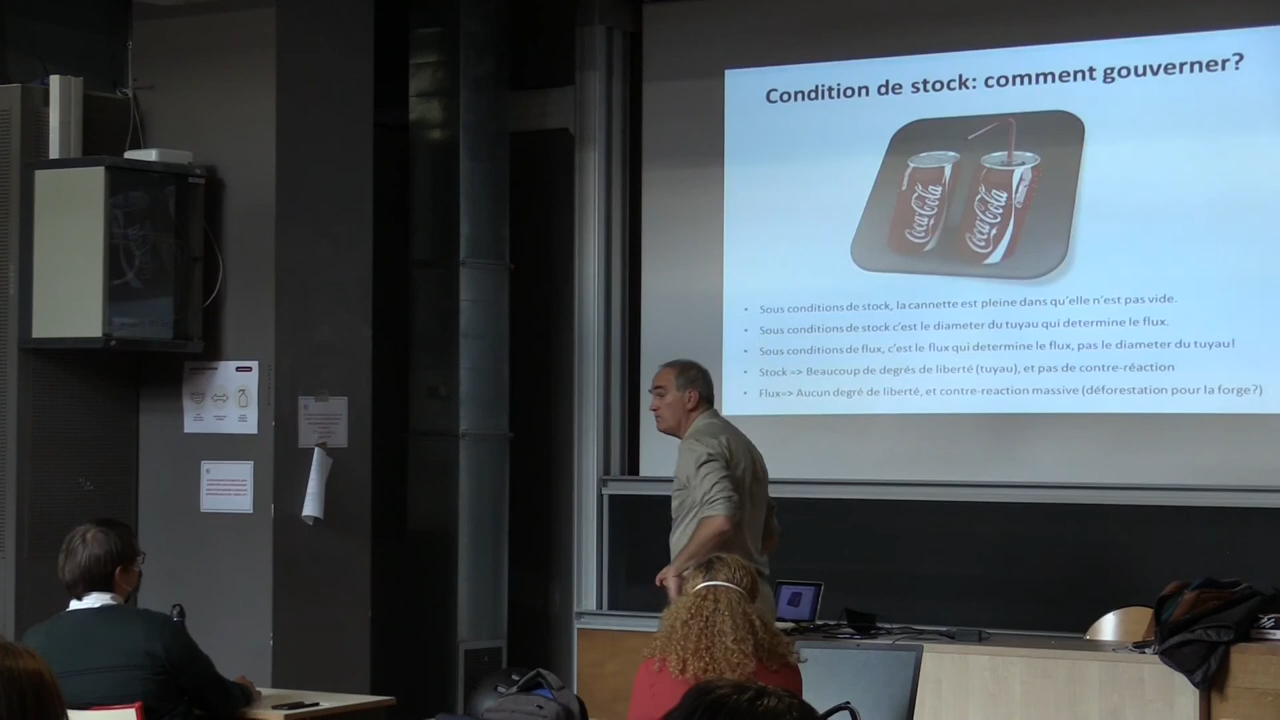 Condition de stock: comment gouverner?
Coca-Cola
Coca-Cola
• Sous conditions de stock, la cannette est pleine dans qu'elle n'est pas vide.
• Sous conditions de stock c'est le diameter du tuyau qui determine le flux.
• Sous conditions de flux, c'est le flux qui determine le flux, pas le diameter du tuyau!
• Stock => Beaucoup de degrés de liberté (tuyau), et pas de contre-réaction
• Flux=> Aucun degré de liberté, et contre-reaction massive (déforestation pour la forge?)